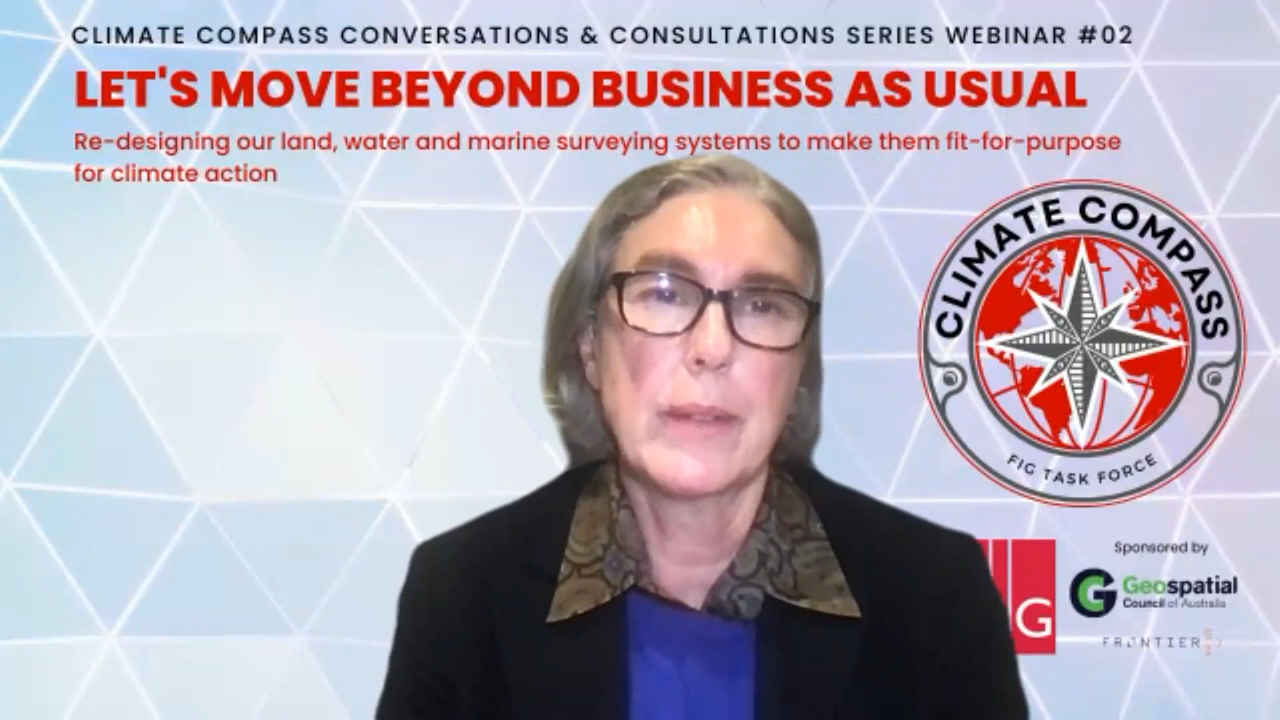 CLIMATE COMPASS CONVERSATIONS & CONSULTATIONS SERIES WEBINAR #02
LET'S MOVE BEYOND BUSINESS AS USUAL
Re-designing our land, water and marine surveying systems to make them fit-for-purpose
for climate action
CLIMATE COMPASS
FIG TASK FORCE
G
Sponsored by
Geospatial
Council of Australia
FRONTIER